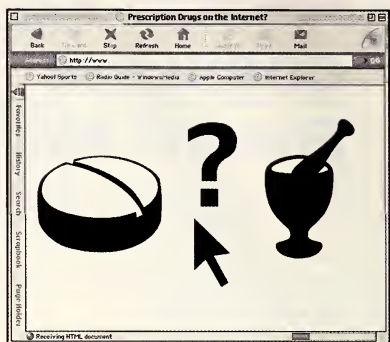 Prescription Drugs on the Internet?
Back Stop Refresh Home Mail
http://www
Yahoo! Sports Radio Guide - WindowsMedia Apple Computer Internet Explorer
Favorites
History
Search
Scrapbook
Page Holder
?
Receiving HTML document